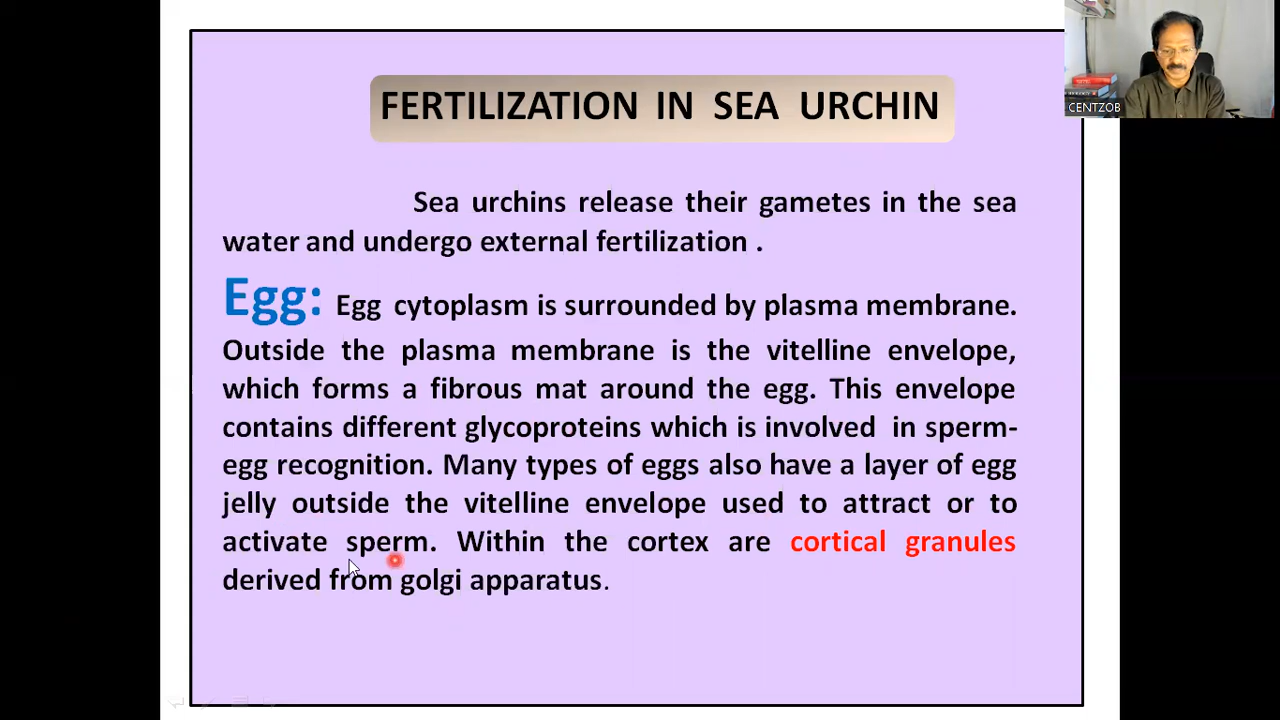 FERTILIZATION IN SEA URCHIN
CENTZOB
Sea urchins release their gametes in the sea
water and undergo external fertilization .
Egg: Egg cytoplasm is surrounded by plasma membrane.
Outside the plasma membrane is the vitelline envelope,
which forms a fibrous mat around the egg. This envelope
contains different glycoproteins which is involved in sperm-
egg recognition. Many types of eggs also have a layer of egg
jelly outside the vitelline envelope used to attract or to
activate sperm. Within the cortex are cortical granules
derived from golgi apparatus.